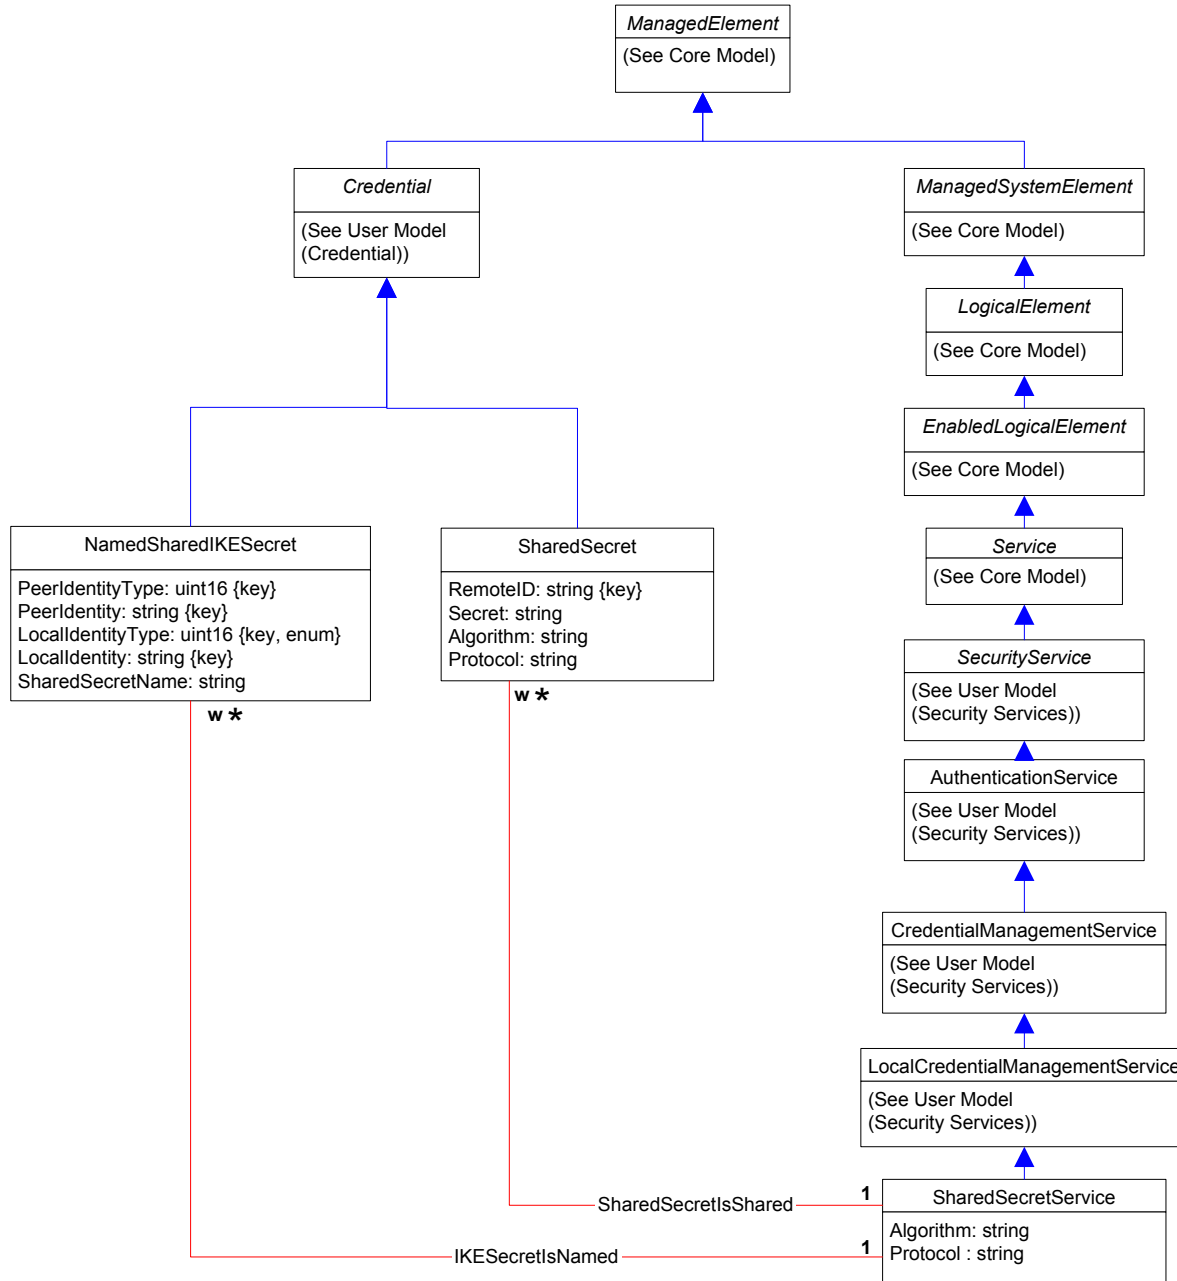 ManagedElement
(See Core Model)
Credential
(See User Model
(Credential))
ManagedSystemElement
(See Core Model)
LogicalElement
(See Core Model)
EnabledLogicalElement
(See Core Model)
Service
(See Core Model)
NamedSharedIKESecret
PeerIdentityType: uint16 {key}
PeerIdentity: string {key}
LocalIdentityType: uint16 {key, enum}
LocalIdentity: string {key}
SharedSecretName: string
w *
SharedSecret
RemoteID: string {key}
Secret: string
Algorithm: string
Protocol: string
w *
SecurityService
(See User Model
(Security Services))
AuthenticationService
(See User Model
(Security Services))
CredentialManagementService
(See User Model
(Security Services))
LocalCredentialManagementService
(See User Model
(Security Services))
SharedSecretIsShared
1
IKESecretIsNamed
1
SharedSecretService
Algorithm: string
Protocol : string